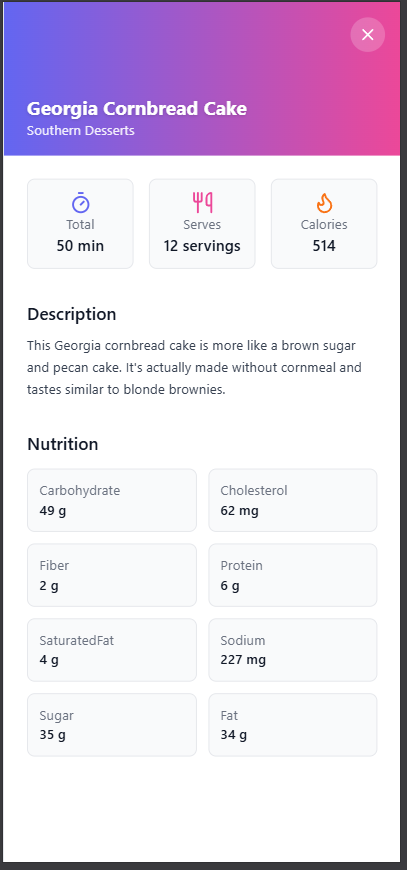 Georgia Cornbread Cake
Southern Desserts
Total
50 min
Serves
12 servings
Calories
514
Description
This Georgia cornbread cake is more like a brown sugar
and pecan cake. It's actually made without cornmeal and
tastes similar to blonde brownies.
Nutrition
Carbohydrate
49 g
Cholesterol
62 mg
Fiber
2 g
Protein
6 g
SaturatedFat
4 g
Sodium
227 mg
Sugar
35 g
Fat
34 g